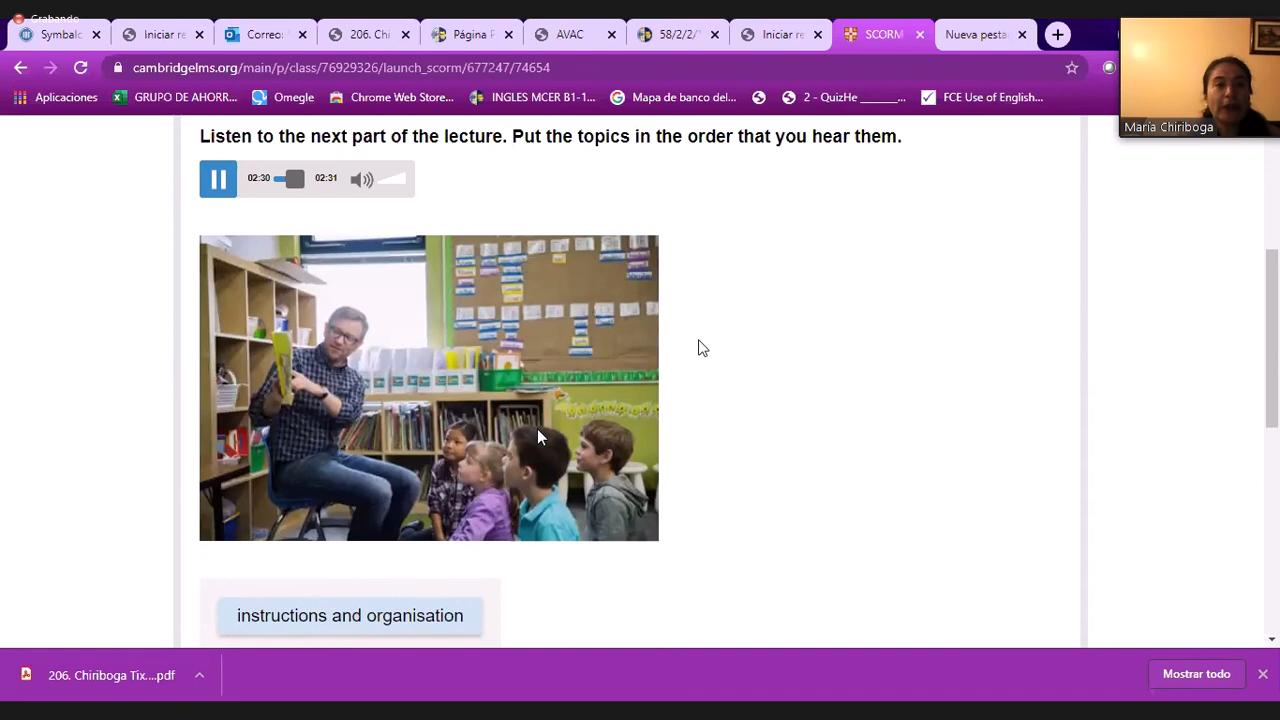 Grabando
Symbalo
Iniciar re
Correo:
206. Chi
Página P
AVAC
58/2/2/
Iniciar re
SCORM
Nueva pesta
cambridgelms.org/main/p/class/76929326/launch_scorm/677247/74654
Aplicaciones
GRUPO DE AHORR...
Omegle
Chrome Web Store...
INGLES MCER B1-1...
Mapa de banco del...
2 - QuizHe ______...
FCE Use of English...
María Chiriboga
Listen to the next part of the lecture. Put the topics in the order that you hear them.
02:30
02:31
instructions and organisation
206. Chiriboga Tix....pdf
Mostrar todo